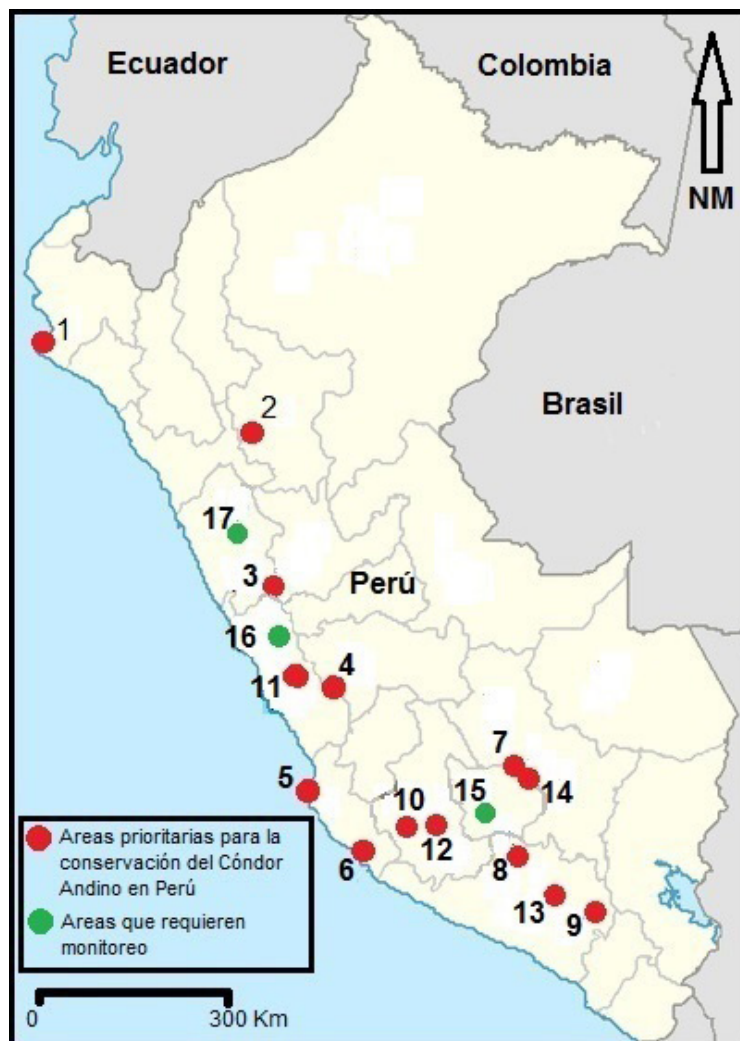 Ecuador
Colombia
NM
1
Brasil
2
17
3
Perú
16
11
4
7
5
15
14
10
12
6
8
13
9
Areas prioritarias para la
conservación del Cóndor
Andino en Perú
Areas que requieren
monitoreo
0
300 Km